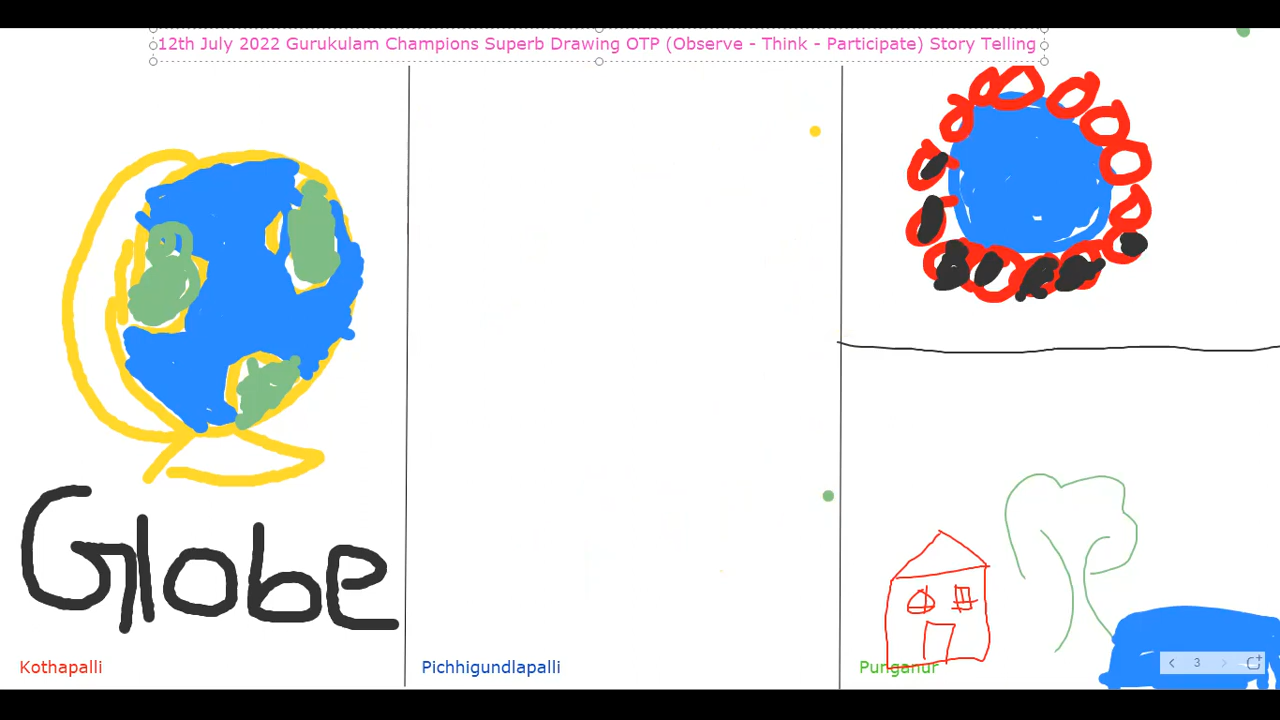 12th July 2022 Gurukulam Champions Superb Drawing OTP (Observe - Think - Participate) Story Telling
Globe
Kothapalli
Pichhigundlapalli
Punganur
3